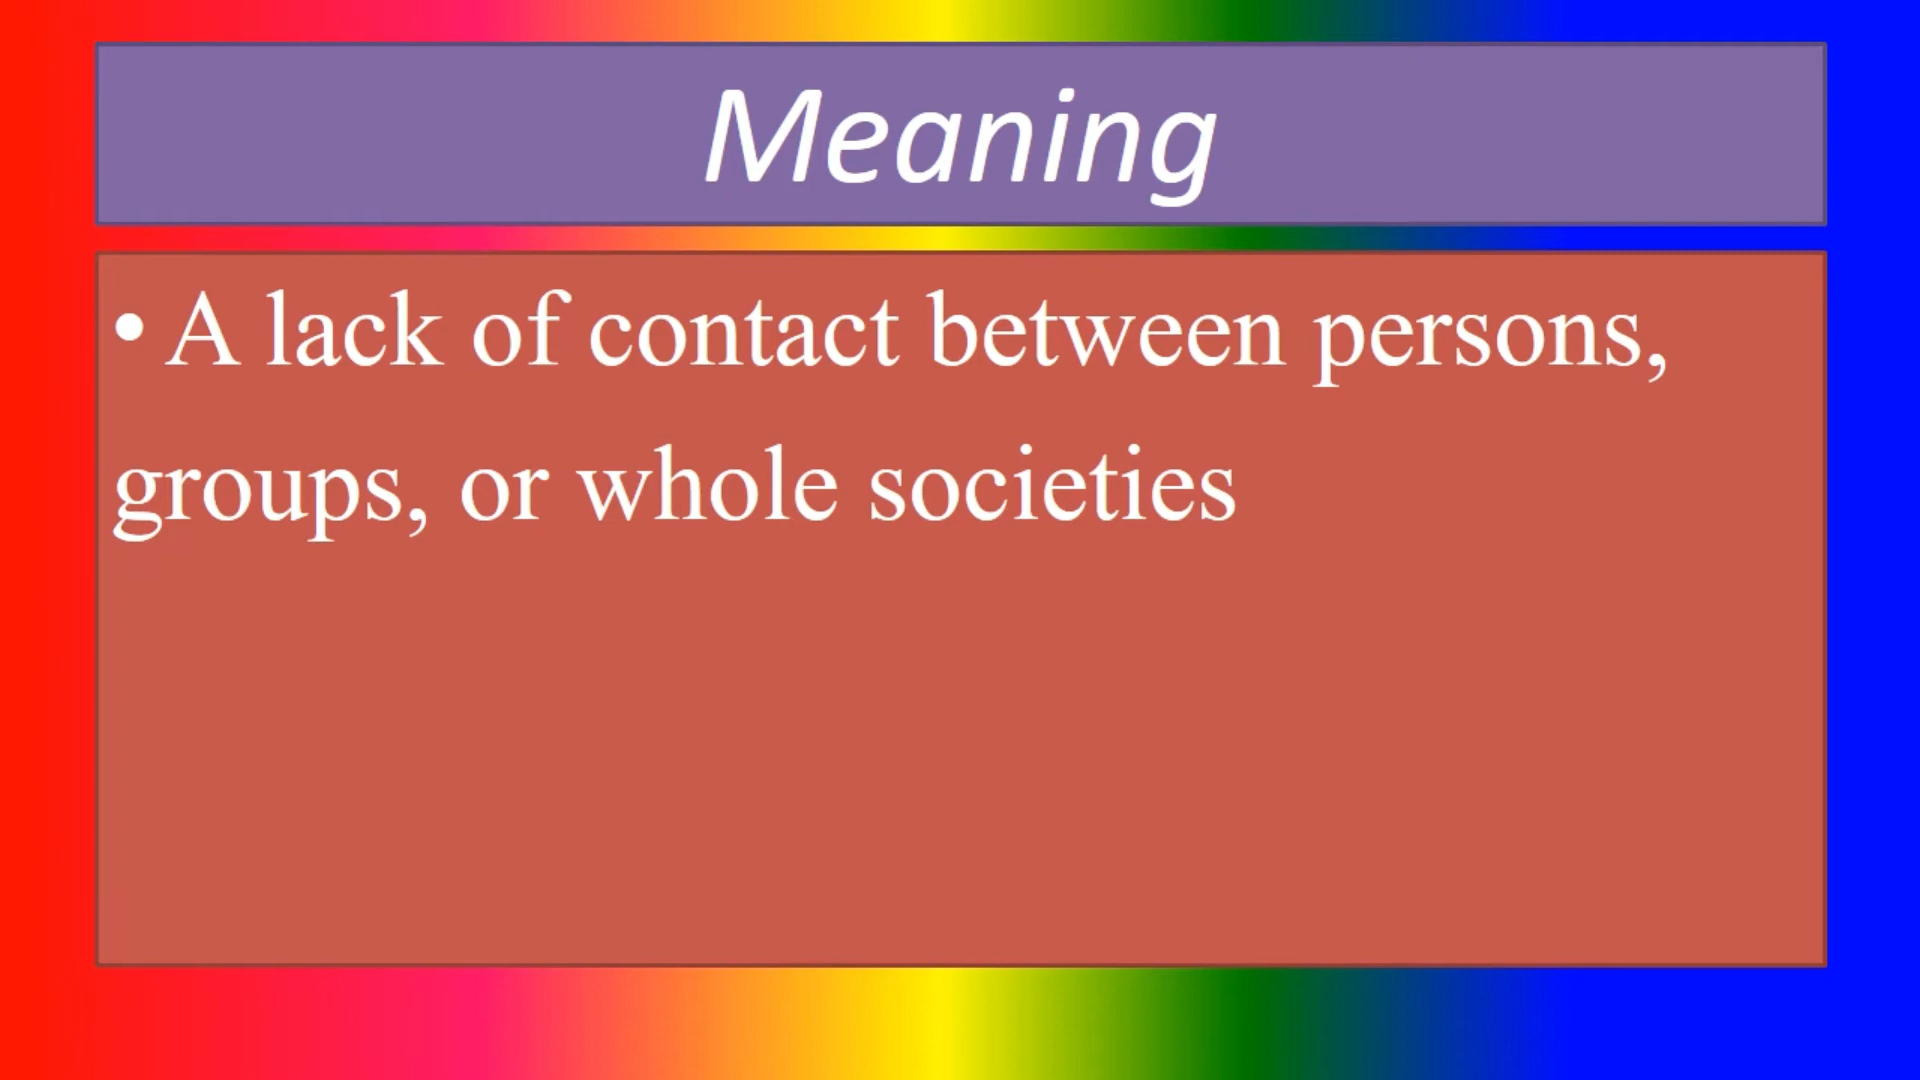 Meaning
• A lack of contact between persons,
groups, or whole societies